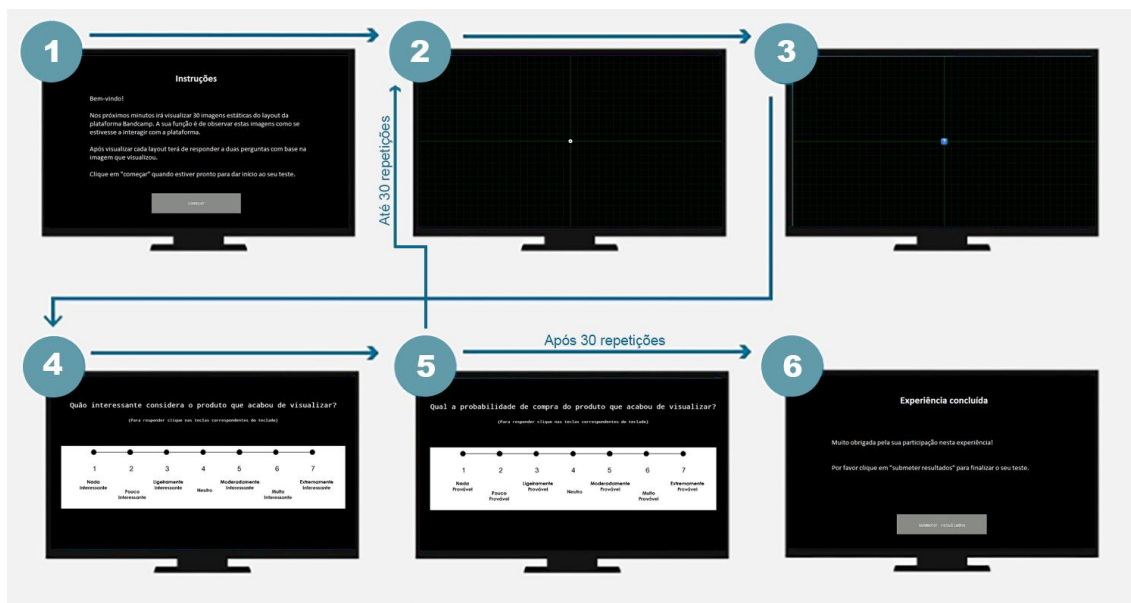 1
Instruções
Bem-vindo!
Nos próximos minutos irá visualizar 30 imagens estáticas do layout da
plataforma Bandcamp. A sua função é de observar estas imagens como se
estivesse a interagir com a plataforma.
Após visualizar cada layout terá de responder a duas perguntas com base na
imagem que visualizou.
Clique em "começar" quando estiver pronto para dar início ao seu teste.
COMEÇAR
2
3
Até 30 repetições
4
Quão interessante considera o produto que acabou de visualizar?
(Para responder clique nas teclas correspondentes do teclado)
1 2 3 4 5 6 7
Nada Interessante
Pouco Interessante
Ligeiramente Interessante
Neutro
Moderadamente Interessante
Muito Interessante
Extremamente Interessante
5
Qual a probabilidade de compra do produto que acabou de visualizar?
(Para responder clique nas teclas correspondentes do teclado)
1 2 3 4 5 6 7
Nada Provável
Pouco Provável
Ligeiramente Provável
Neutro
Moderadamente Provável
Muito Provável
Extremamente Provável
Após 30 repetições
6
Experiência concluída
Muito obrigada pela sua participação nesta experiência!
Por favor clique em "submeter resultados" para finalizar o seu teste.
SUBMETER RESULTADOS